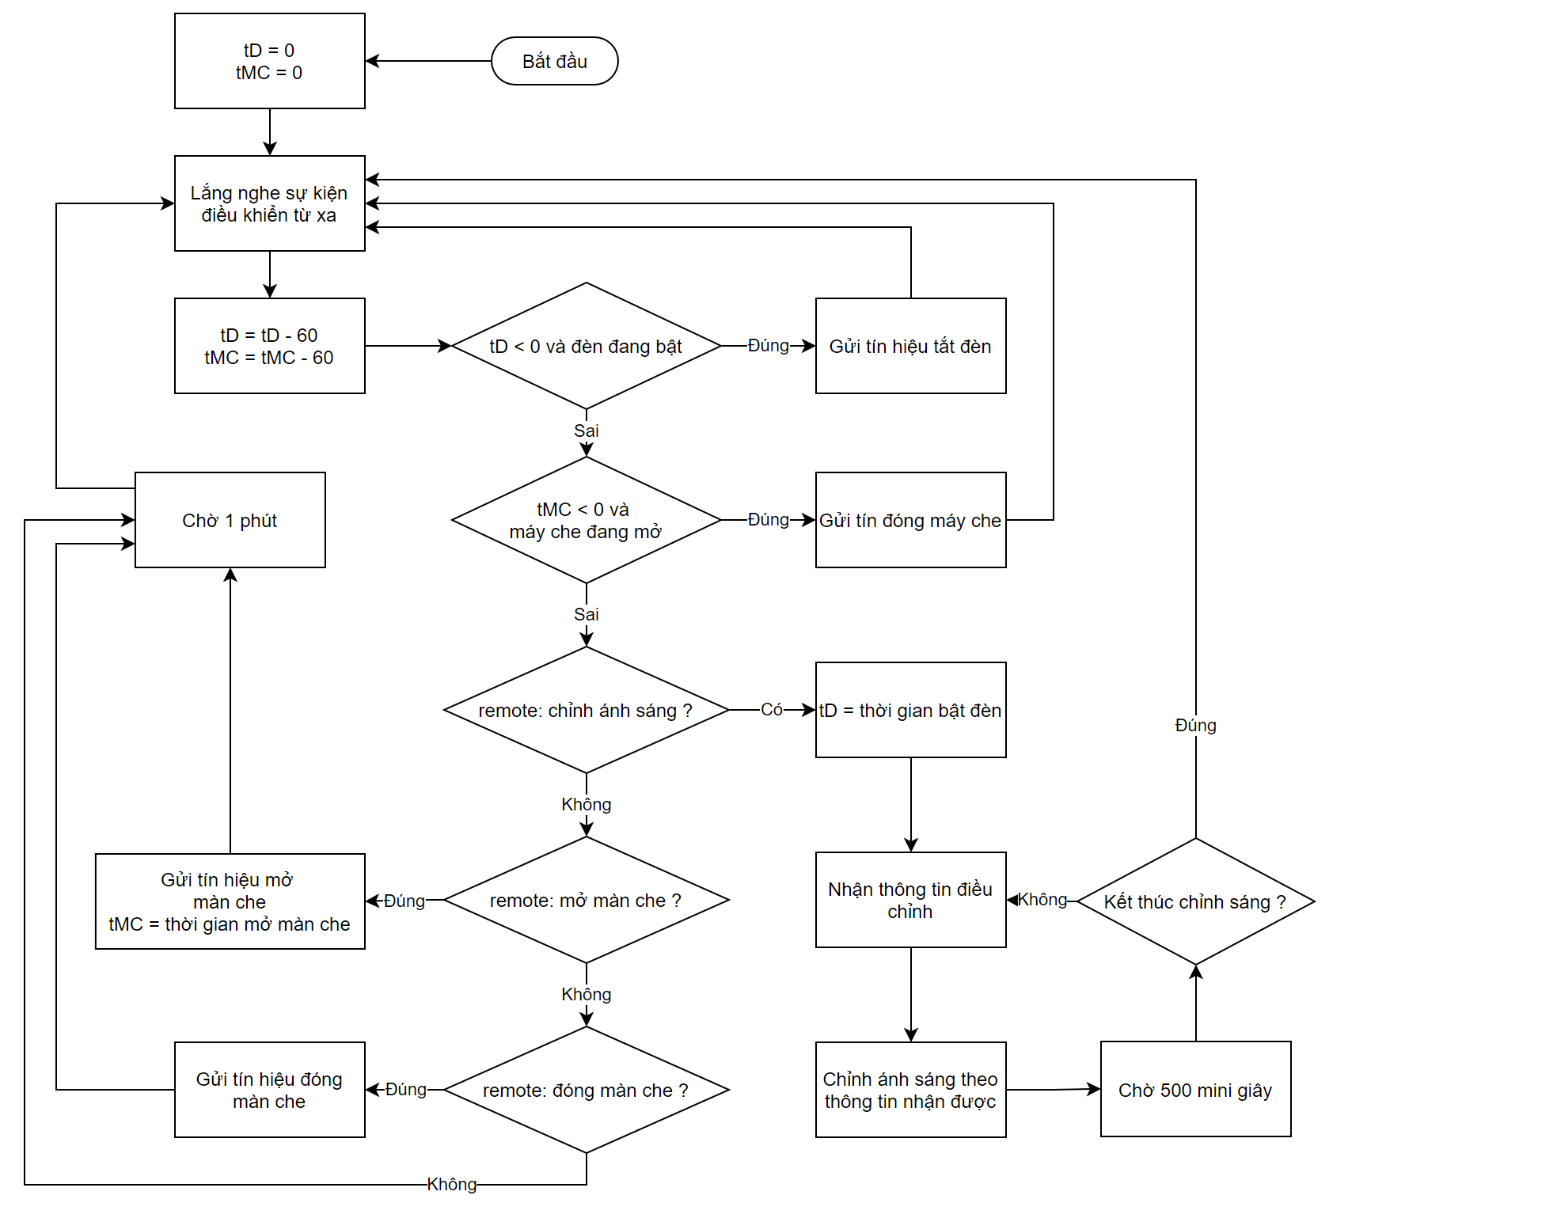 tD = 0
tMC = 0
Bắt đầu
Lắng nghe sự kiện
điều khiển từ xa
tD = tD - 60
tMC = tMC - 60
tD < 0 và đèn đang bật
Đúng
Gửi tín hiệu tắt đèn
Sai
Chờ 1 phút
tMC < 0 và
máy che đang mở
Đúng
Gửi tín đóng máy che
Sai
remote: chỉnh ánh sáng ?
Có
tD = thời gian bật đèn
Đúng
Không
Gửi tín hiệu mở
màn che
tMC = thời gian mở màn che
Đúng
remote: mở màn che ?
Nhận thông tin điều
chỉnh
Không
Kết thúc chỉnh sáng ?
Không
Gửi tín hiệu đóng
màn che
Đúng
remote: đóng màn che ?
Chỉnh ánh sáng theo
thông tin nhận được
Chờ 500 mini giây
Không